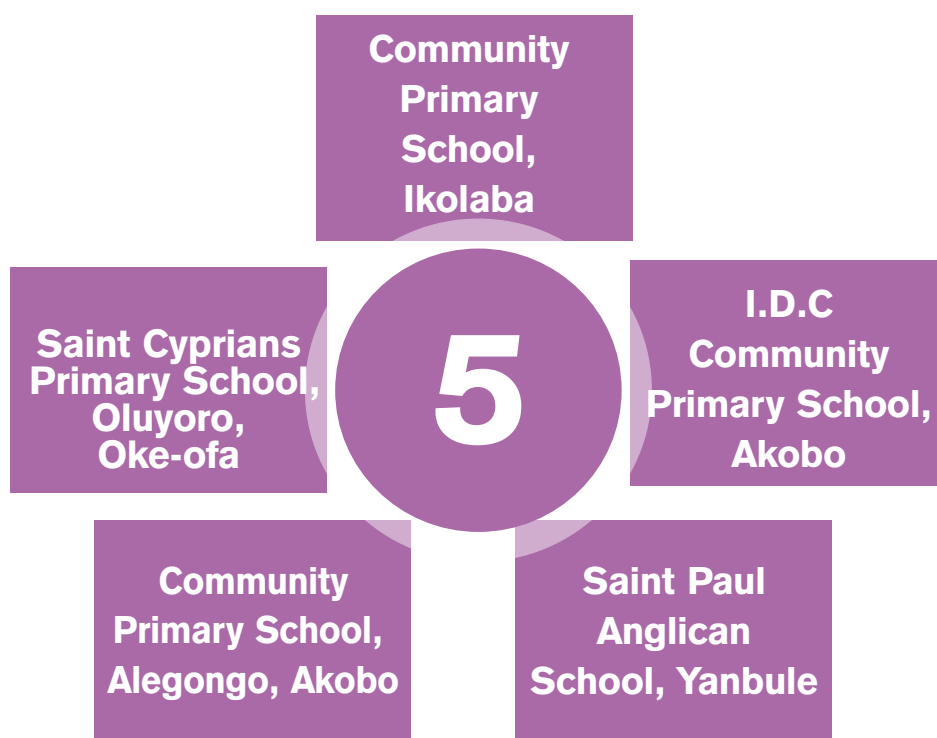 Community
Primary
School,
Ikolaba
Saint Cyprians
Primary School,
Oluyoro,
Oke-ofa
5
I.D.C
Community
Primary School,
Akobo
Community
Primary School,
Alegongo, Akobo
Saint Paul
Anglican
School, Yanbule